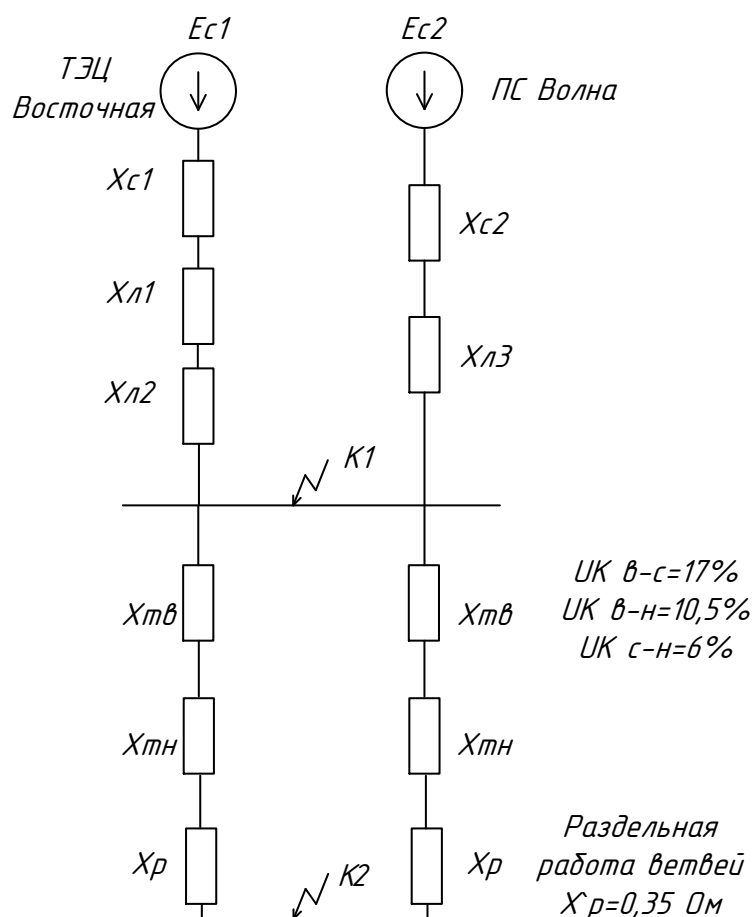 Ec1
Ec2
ТЭЦ
Восточная
ПС Волна
Xc1
Xc2
Xл1
Xл3
Xл2
K1
UK в-с=17%
UK в-н=10,5%
UK с-н=6%
Xтв
Xтв
Xтн
Xтн
Раздельная
работа ветвей
X`р=0,35 Ом
Xр
K2
Xр